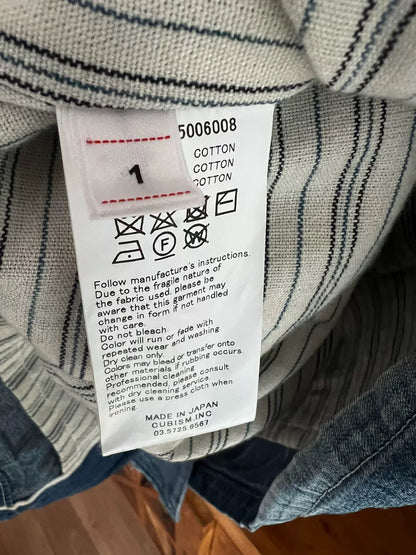 5006008
COTTON
COTTON
COTTON
1
C
W
Follow manufacture's instructions.
Due to the fragile nature of
the fabric used, please be
aware that this garment may
change in form if not handled
with care.
Do not bleach.
Color will run or fade with
repeated wear and washing
Dry clean only.
Colors may bleed or transfer onto
other materials if rubbing occurs.
Professional cleaning
recommended, please consult
with dry cleaning service
Please use a press cloth when
ironing.
MADE IN JAPAN
CUBISM.INC
03.5725.9567